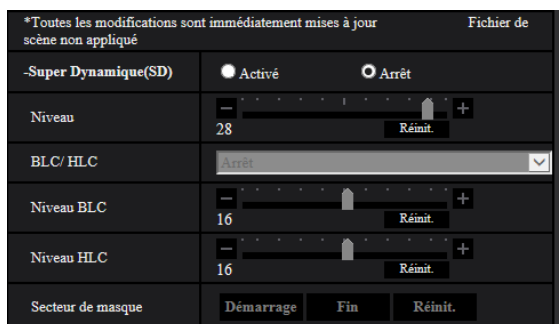 *Toutes les modifications sont immédiatement mises à jour Fichier de
scène non appliqué
-Super Dynamique(SD) Activé Arrêt
Niveau − +
28 Réinit.
BLC/ HLC Arrêt
Niveau BLC − +
16 Réinit.
Niveau HLC − +
16 Réinit.
Secteur de masque Démarrage Fin Réinit.